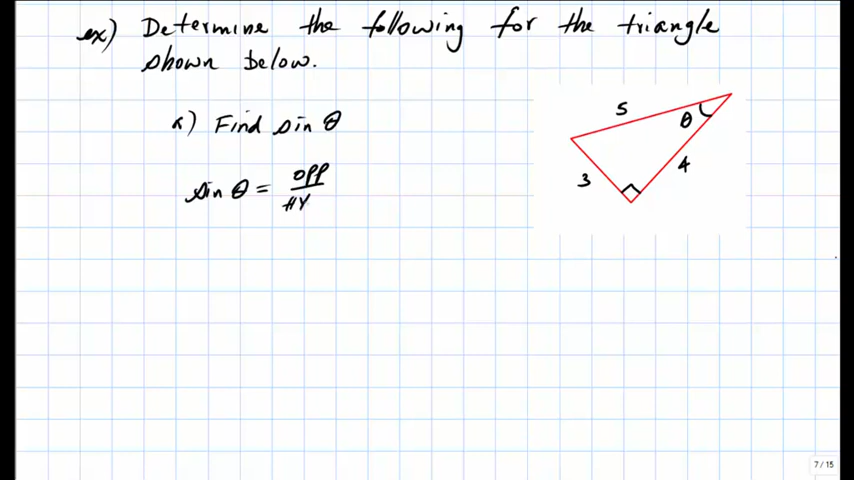 ex) Determine the following for the triangle
shown below.
a) Find sin θ
sin θ = opp/HY
5
θ
3
4
7 / 15